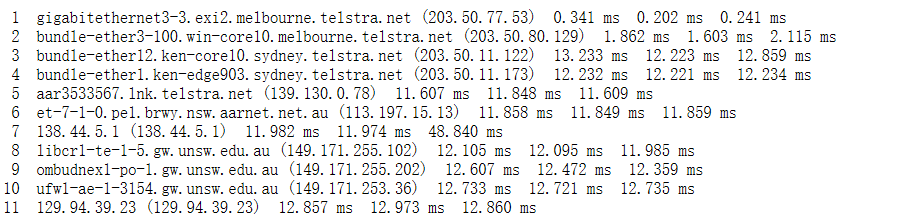 1 gigabitethernet3-3.exi2.melbourne.telstra.net (203.50.77.53) 0.341 ms 0.202 ms 0.241 ms
2 bundle-ether3-100.win-core10.melbourne.telstra.net (203.50.80.129) 1.862 ms 1.603 ms 2.115 ms
3 bundle-ether12.ken-core10.sydney.telstra.net (203.50.11.122) 13.233 ms 12.223 ms 12.859 ms
4 bundle-ether1.ken-edge903.sydney.telstra.net (203.50.11.173) 12.232 ms 12.221 ms 12.234 ms
5 aar3533567.lnk.telstra.net (139.130.0.78) 11.607 ms 11.848 ms 11.609 ms
6 et-7-1-0.pe1.brwy.nsw.aarnet.net.au (113.197.15.13) 11.858 ms 11.849 ms 11.859 ms
7 138.44.5.1 (138.44.5.1) 11.982 ms 11.974 ms 48.840 ms
8 libcr1-te-1-5.gw.unsw.edu.au (149.171.255.102) 12.105 ms 12.095 ms 11.985 ms
9 ombudnex1-po-1.gw.unsw.edu.au (149.171.255.202) 12.607 ms 12.472 ms 12.359 ms
10 ufw1-ae-1-3154.gw.unsw.edu.au (149.171.253.36) 12.733 ms 12.721 ms 12.735 ms
11 129.94.39.23 (129.94.39.23) 12.857 ms 12.973 ms 12.860 ms